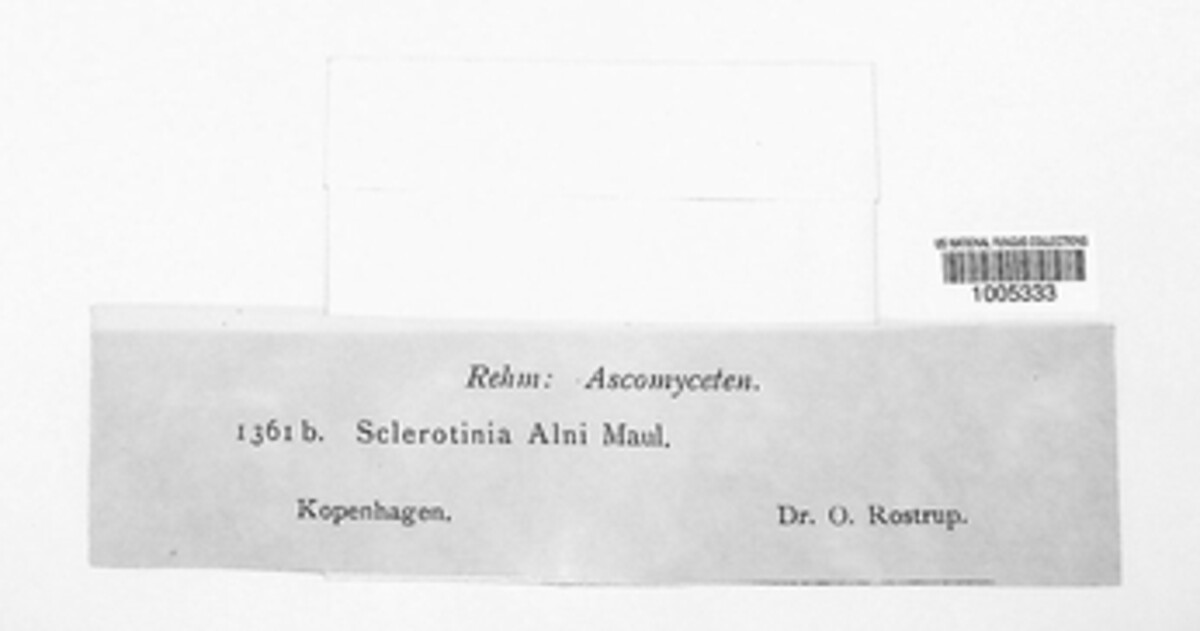 US NATIONAL FUNGUS COLLECTIONS
1005333
Rehm: Ascomyceten.
1361 b. Sclerotinia Alni Maul.
Kopenhagen. Dr. O. Rostrup.